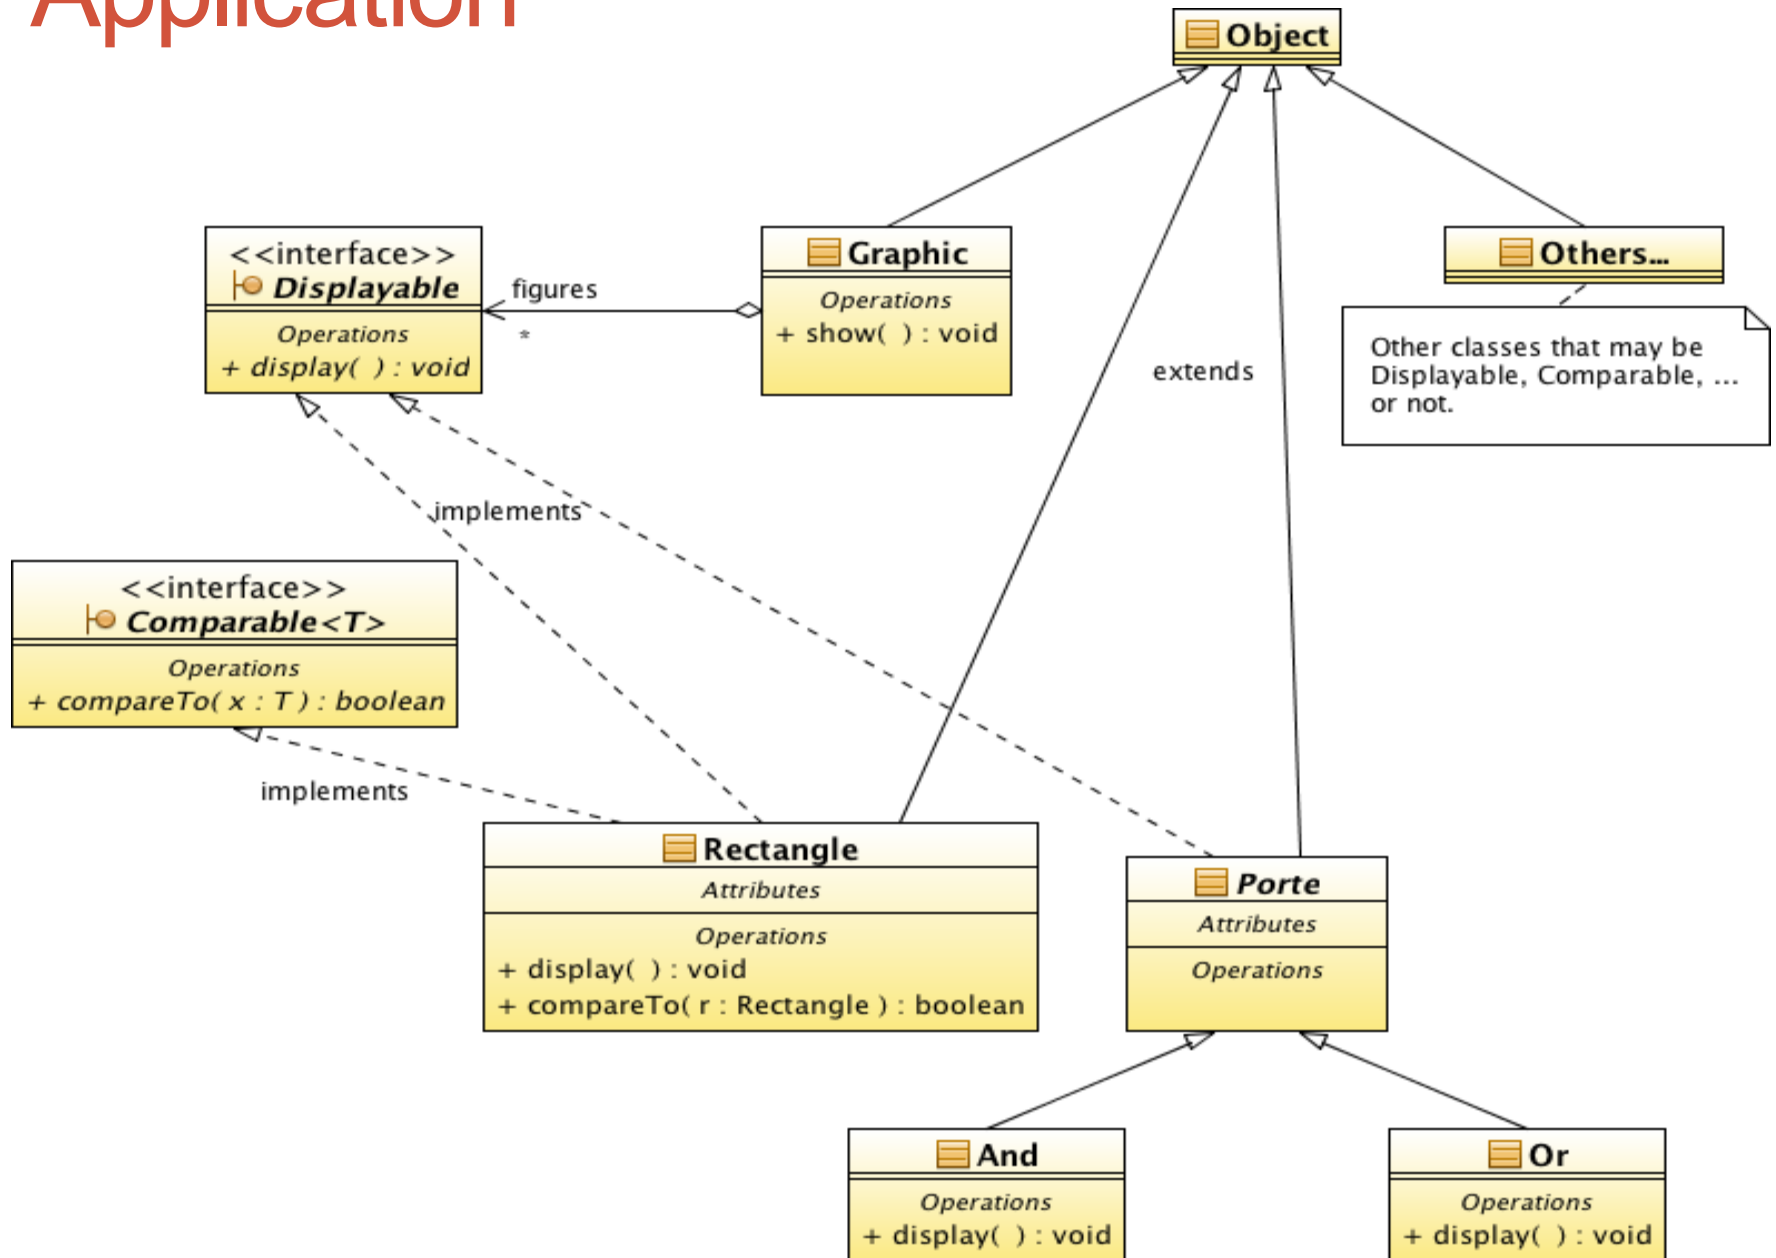 Application
Object
<<interface>>
Displayable
Operations
+ display( ) : void
figures
*
Graphic
Operations
+ show( ) : void
Others...
Other classes that may be
Displayable, Comparable, ...
or not.
extends
implements
<<interface>>
Comparable<T>
Operations
+ compareTo( x : T ) : boolean
implements
Rectangle
Attributes
Operations
+ display( ) : void
+ compareTo( r : Rectangle ) : boolean
Porte
Attributes
Operations
And
Operations
+ display( ) : void
Or
Operations
+ display( ) : void